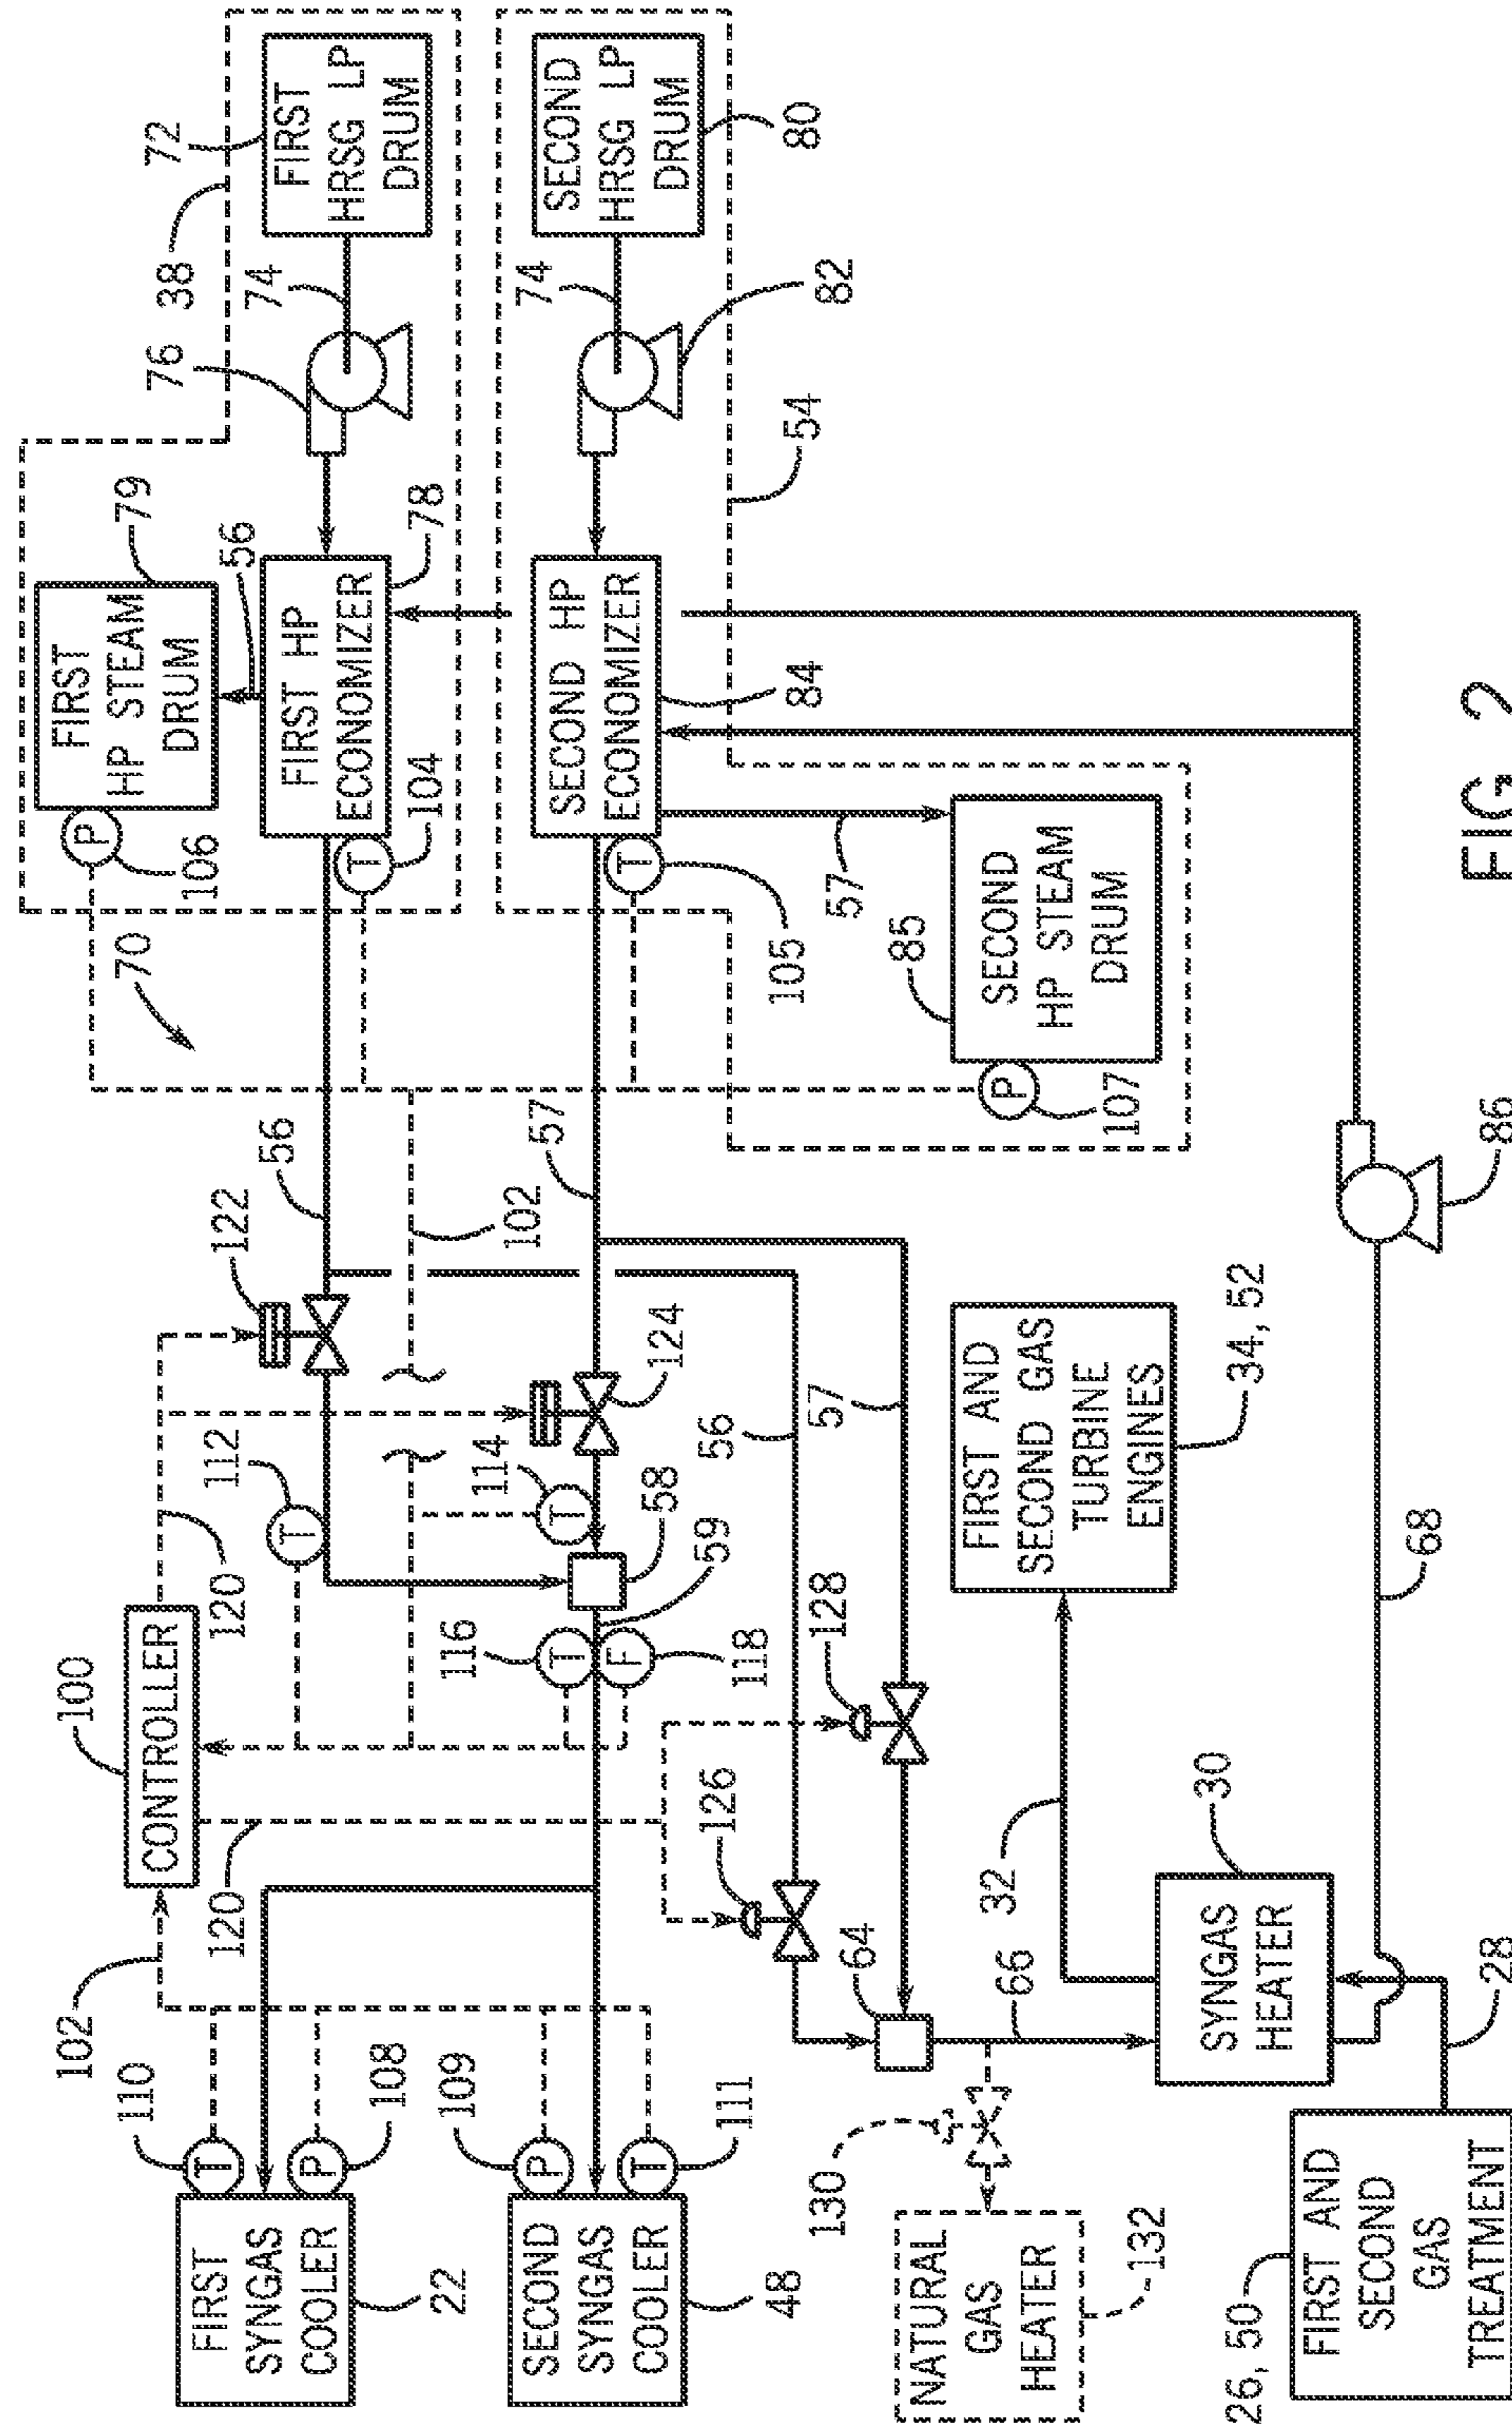 110
102
120
100
CONTROLLER
120
112
122
56
70
P
106
FIRST
HP STEAM
DRUM
79
56
76
38
74
72
FIRST
HRSG LP
DRUM
T
P
108
FIRST
SYNGAS
COOLER
22
T
T
104
FIRST HP
ECONOMIZER
78
109
P
T
111
SECOND
SYNGAS
COOLER
48
116
T
F
118
59
58
114
T
124
102
57
T
105
SECOND HP
ECONOMIZER
84
74
82
54
SECOND
HRSG LP
DRUM
80
126
128
56
57
64
66
130
NATURAL
GAS
HEATER
132
32
FIRST AND
SECOND GAS
TURBINE
ENGINES
34, 52
P
107
85
SECOND
HP STEAM
DRUM
57
SYNGAS
HEATER
30
26, 50
FIRST AND
SECOND
GAS
TREATMENT
28
68
86
FIG. 2